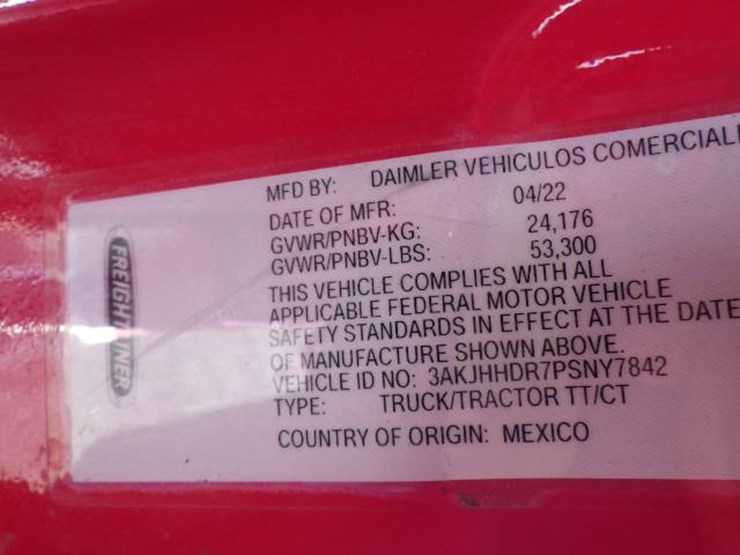 FREIGHTLINER
MFD BY: DAIMLER VEHICULOS COMERCIAL
DATE OF MFR: 04/22
GVWR/PNBV-KG: 24,176
GVWR/PNBV-LBS: 53,300
THIS VEHICLE COMPLIES WITH ALL
APPLICABLE FEDERAL MOTOR VEHICLE
SAFETY STANDARDS IN EFFECT AT THE DATE
OF MANUFACTURE SHOWN ABOVE.
VEHICLE ID NO: 3AKJHHDR7PSNY7842
TYPE: TRUCK/TRACTOR TT/CT
COUNTRY OF ORIGIN: MEXICO